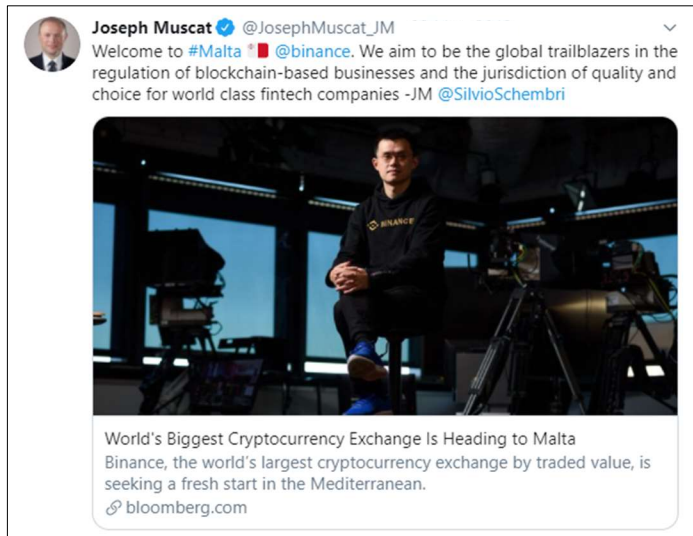 Joseph Muscat @JosephMuscat_JM
Welcome to #Malta 🇲🇹 @binance. We aim to be the global trailblazers in the
regulation of blockchain-based businesses and the jurisdiction of quality and
choice for world class fintech companies -JM @SilvioSchembri
BINANCE
World's Biggest Cryptocurrency Exchange Is Heading to Malta
Binance, the world's largest cryptocurrency exchange by traded value, is
seeking a fresh start in the Mediterranean.
bloomberg.com